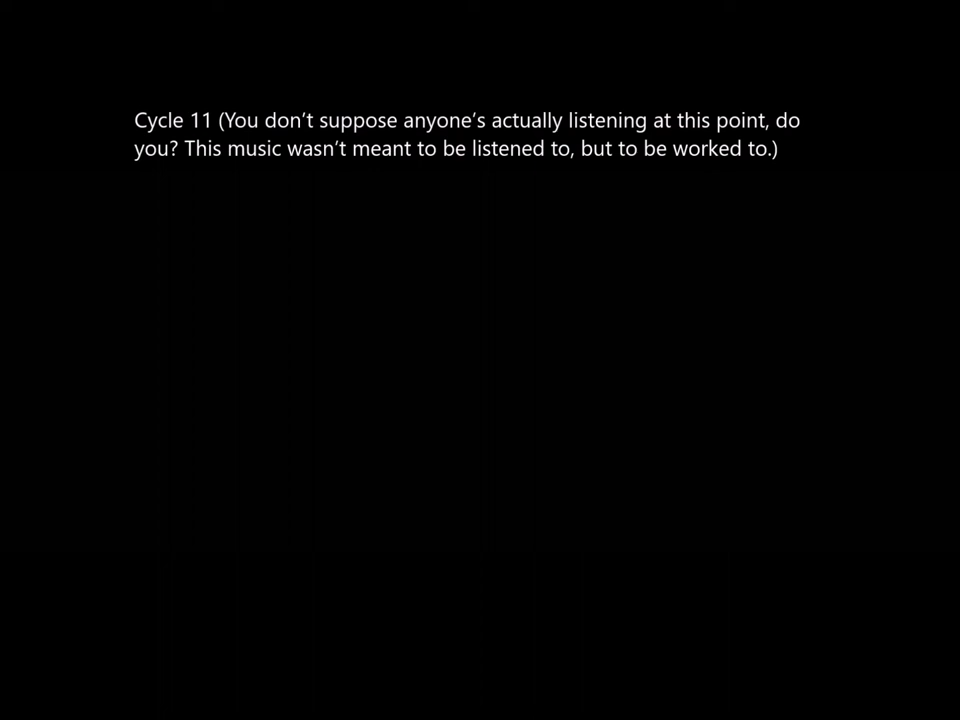 Cycle 11 (You don't suppose anyone's actually listening at this point, do
you? This music wasn't meant to be listened to, but to be worked to.)